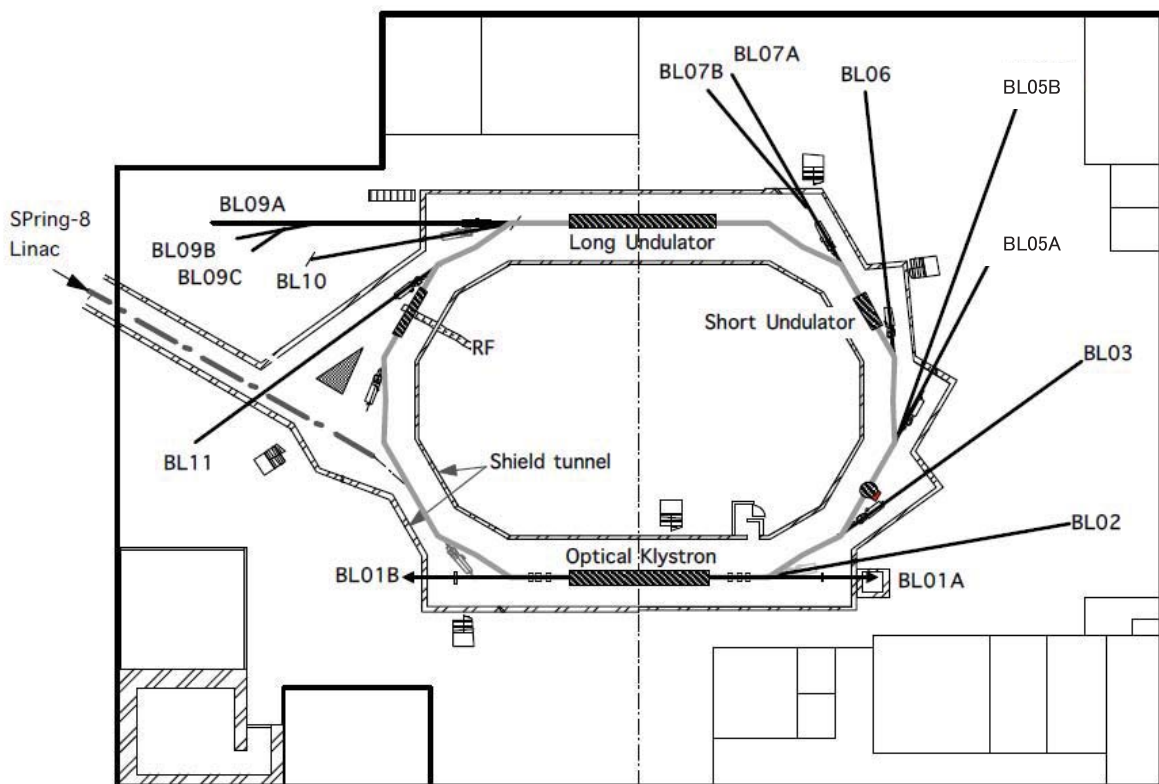 BL07A
BL07B
BL06
BL05B
BL09A
SPring-8
Linac
BL09B
BL09C
BL10
Long Undulator
BL05A
Short Undulator
RF
BL03
BL11
Shield tunnel
BL02
Optical Klystron
BL01B
BL01A